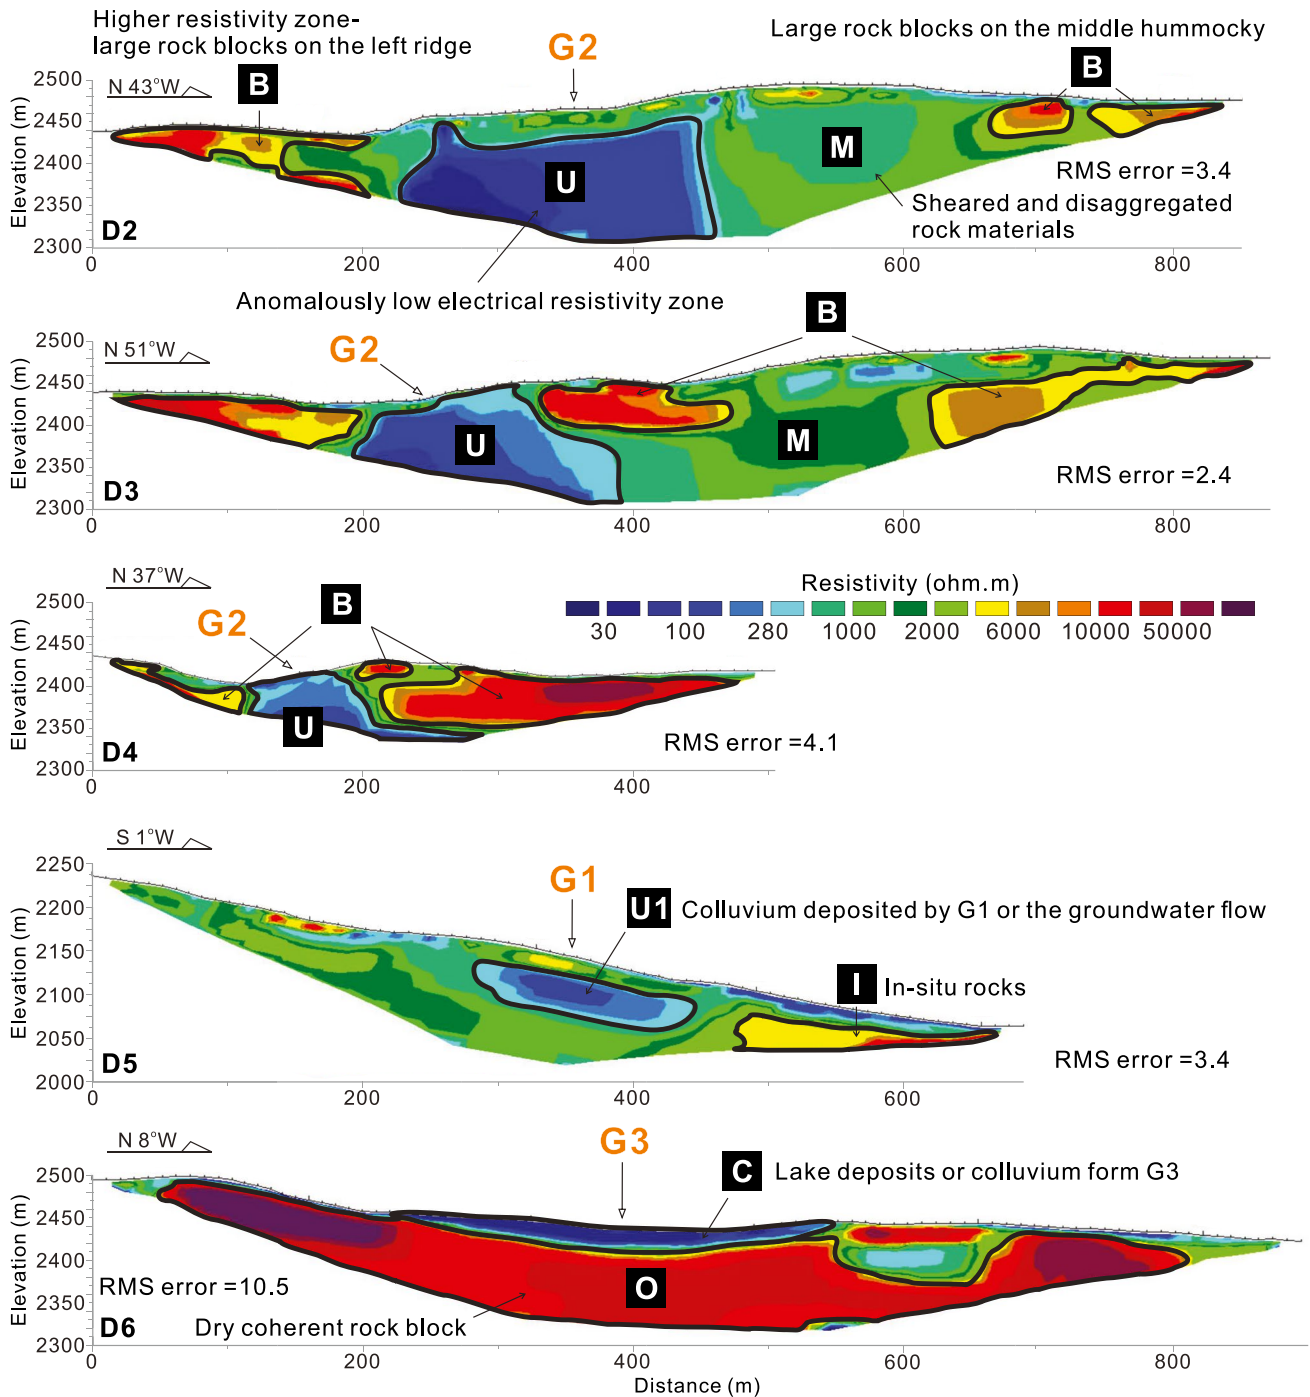 Higher resistivity zone-
large rock blocks on the left ridge
G2
Large rock blocks on the middle hummocky
N 43°W
B
B
Elevation (m)
2500
2450
2400
2350
2300
U
M
RMS error =3.4
Sheared and disaggregated
rock materials
D2
0 200 400 600 800
Anomalously low electrical resistivity zone
B
N 51°W
G2
Elevation (m)
2500
2450
2400
2350
2300
U
M
RMS error =2.4
D3
0 200 400 600 800
N 37°W
B
G2
Resistivity (ohm.m)
30 100 280 1000 2000 6000 10000 50000
Elevation (m)
2500
2450
2400
2350
2300
U
RMS error =4.1
D4
0 200 400 600
S 1°W
G1
U1 Colluvium deposited by G1 or the groundwater flow
Elevation (m)
2250
2200
2150
2100
2050
2000
I In-situ rocks
RMS error =3.4
D5
0 200 400 600
N 8°W
G3
C Lake deposits or colluvium form G3
Elevation (m)
2500
2450
2400
2350
2300
RMS error =10.5
O
Dry coherent rock block
D6
0 200 400 600 800
Distance (m)